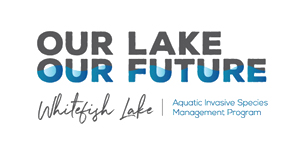 OUR LAKE
OUR FUTURE
Whitefish Lake
Aquatic Invasive Species
Management Program